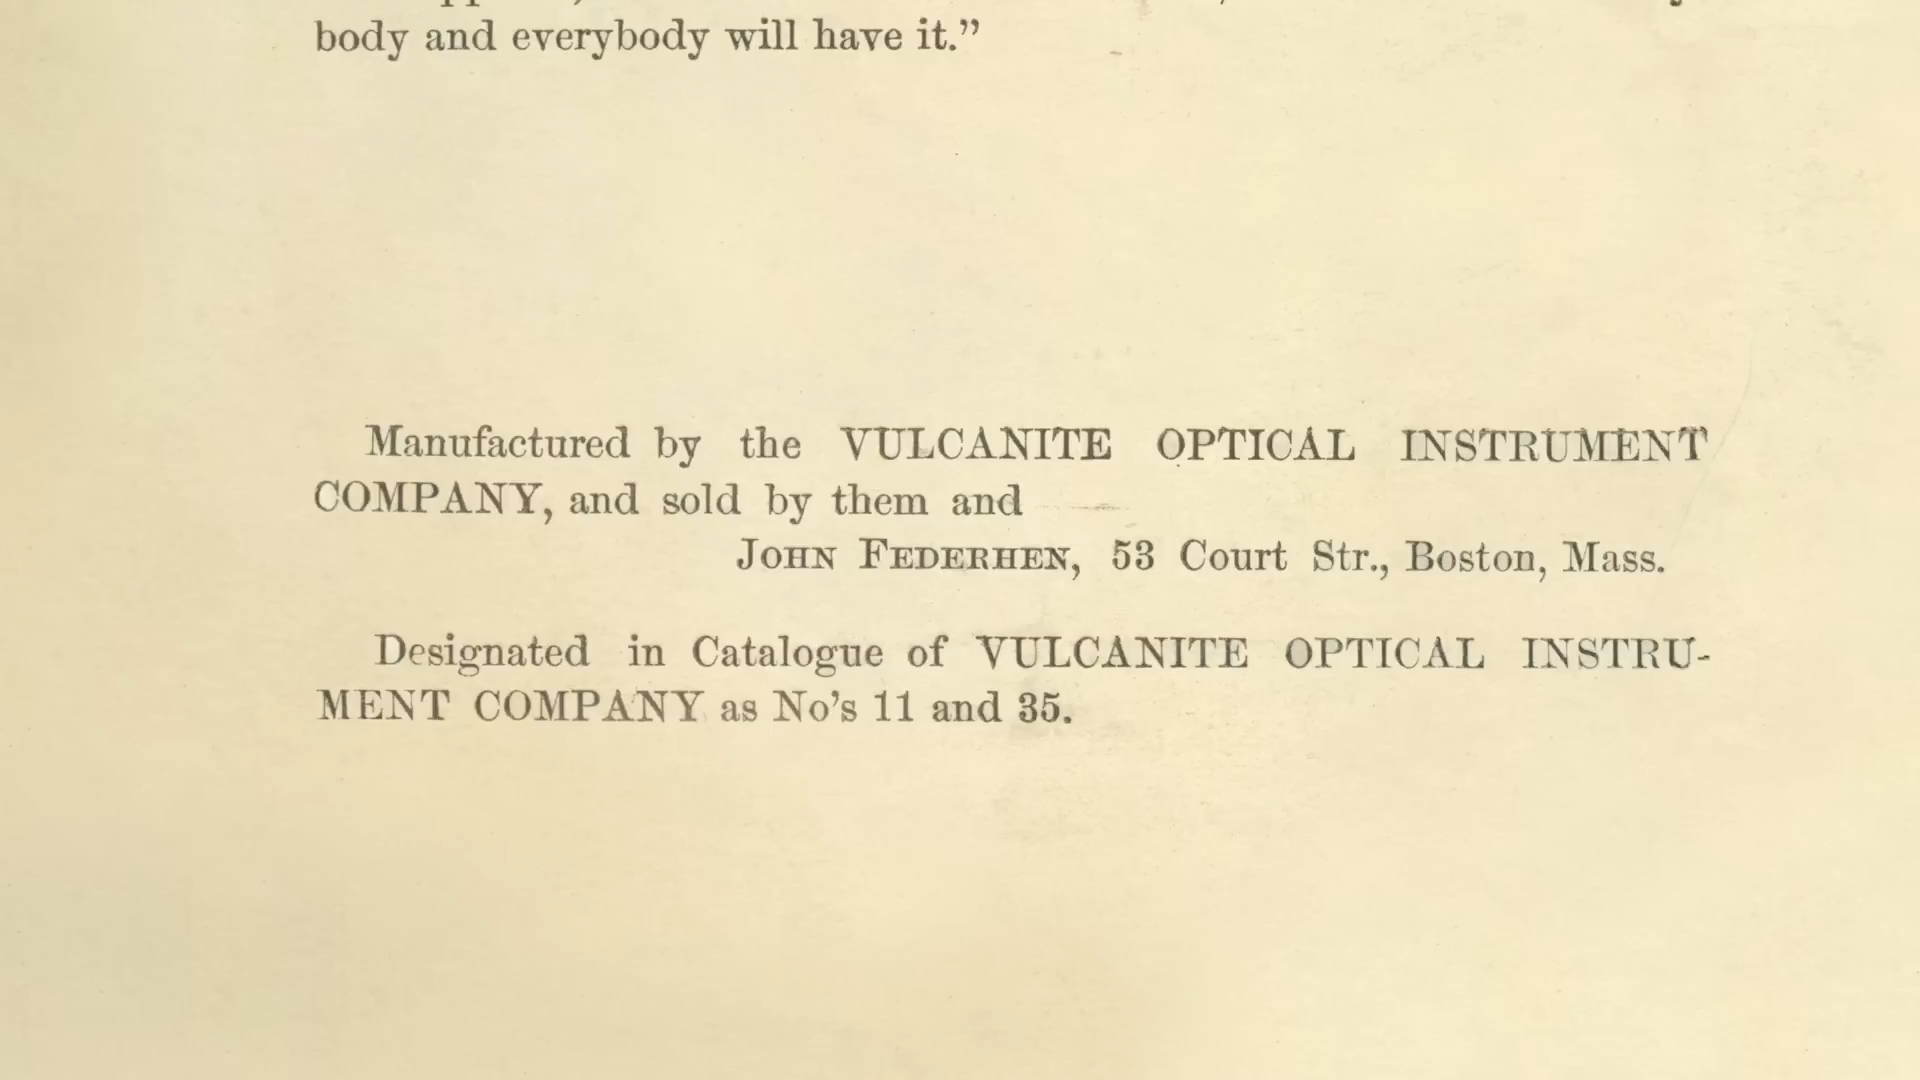 body and everybody will have it.”
Manufactured by the VULCANITE OPTICAL INSTRUMENT
COMPANY, and sold by them and
JOHN FEDERHEN, 53 Court Str., Boston, Mass.
Designated in Catalogue of VULCANITE OPTICAL INSTRU-
MENT COMPANY as No’s 11 and 35.